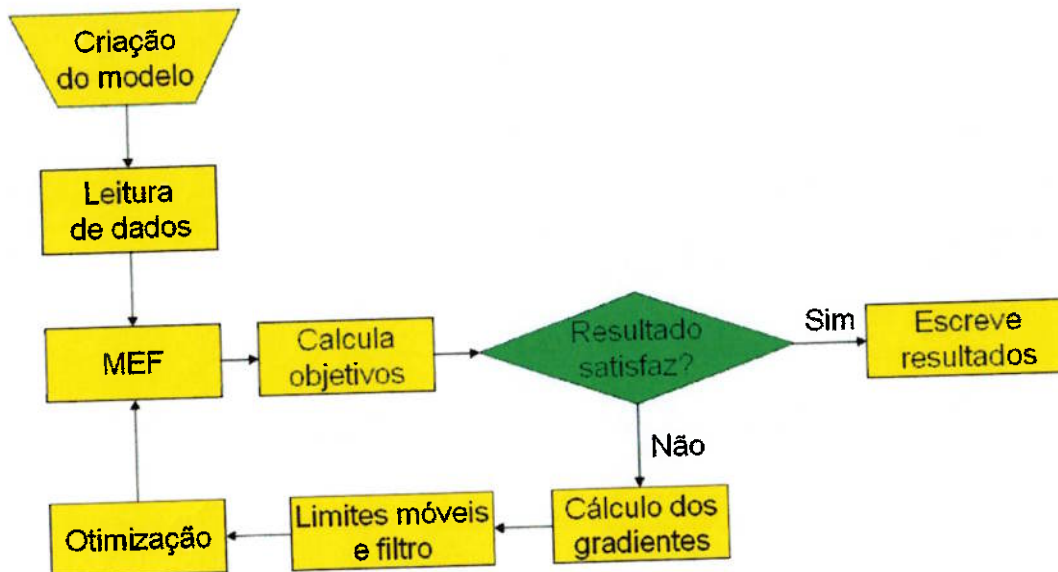 Criação
do modelo
Leitura
de dados
MEF
Calcula
objetivos
Resultado
satisfaz?
Sim
Escreve
resultados
Não
Cálculo dos
gradientes
Limites móveis
e filtro
Otimização